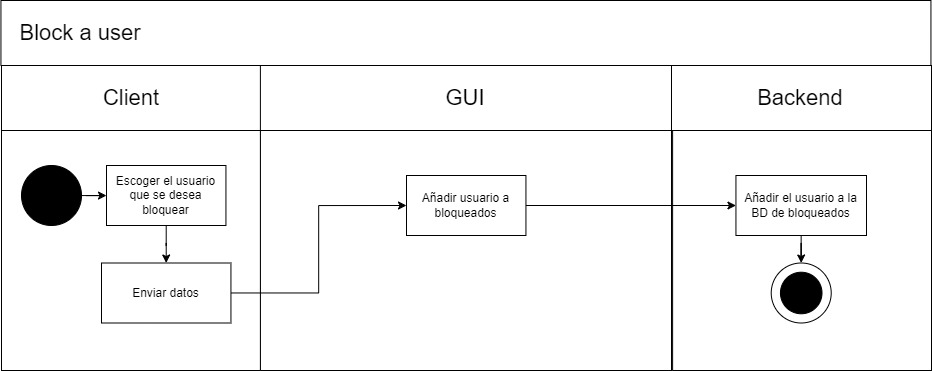 Block a user
Client
GUI
Backend
Escoger el usuario
que se desea
bloquear
Enviar datos
Añadir usuario a
bloqueados
Añadir el usuario a la
BD de bloqueados